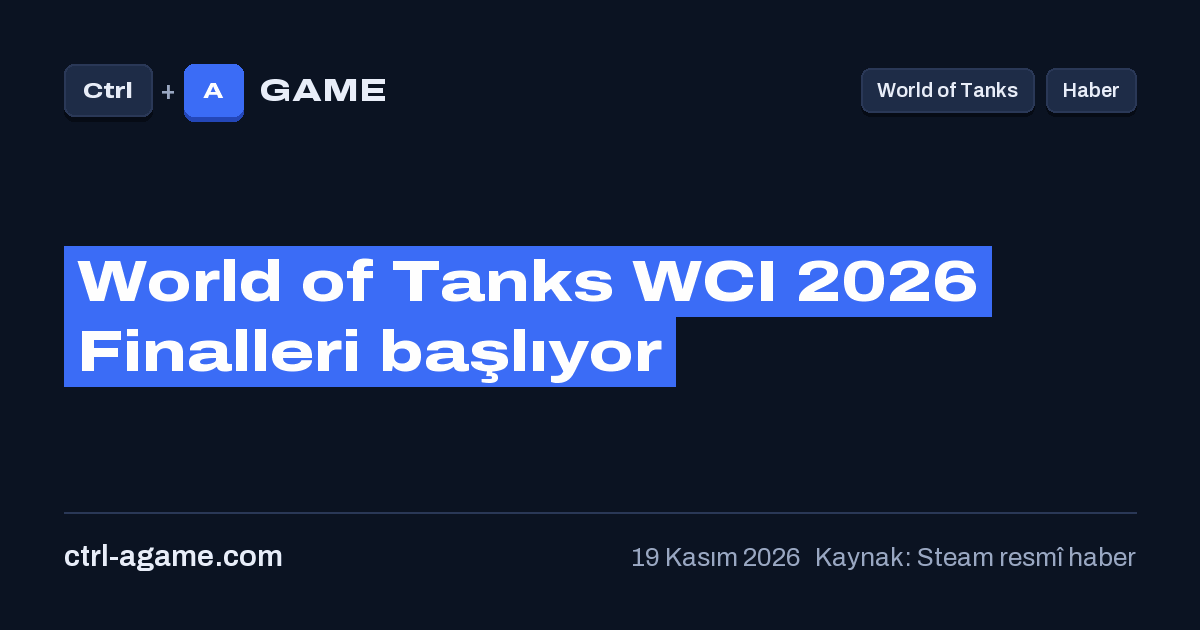 Ctrl + A GAME
World of Tanks Haber
World of Tanks WCI 2026
Finalleri başlıyor
ctrl-agame.com
19 Kasım 2026 Kaynak: Steam resmî haber